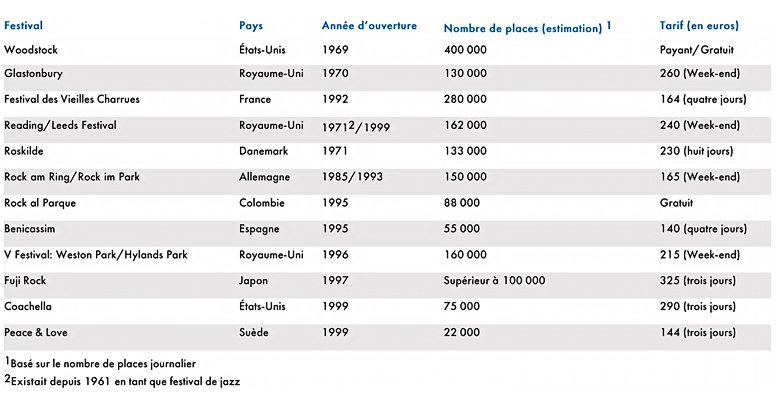 Festival Pays Année d'ouverture Nombre de places (estimation) 1 Tarif (en euros)
Woodstock États-Unis 1969 400 000 Payant/Gratuit
Glastonbury Royaume-Uni 1970 130 000 260 (Week-end)
Festival des Vieilles Charrues France 1992 280 000 164 (quatre jours)
Reading/Leeds Festival Royaume-Uni 19712/1999 162 000 240 (Week-end)
Roskilde Danemark 1971 133 000 230 (huit jours)
Rock am Ring/Rock im Park Allemagne 1985/1993 150 000 165 (Week-end)
Rock al Parque Colombie 1995 88 000 Gratuit
Benicassim Espagne 1995 55 000 140 (quatre jours)
V Festival: Weston Park/Hylands Park Royaume-Uni 1996 160 000 215 (Week-end)
Fuji Rock Japon 1997 Supérieur à 100 000 325 (trois jours)
Coachella États-Unis 1999 75 000 290 (trois jours)
Peace & Love Suède 1999 22 000 144 (trois jours)
1Basé sur le nombre de places journalier
2Existait depuis 1961 en tant que festival de jazz